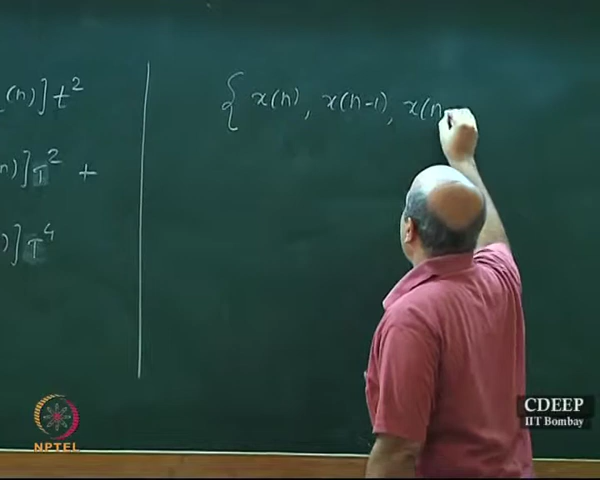 (n)] t²
n)] T² +
)] T⁴
{ x(n), x(n-1), x(n
CDEEP
IIT Bombay
NPTEL